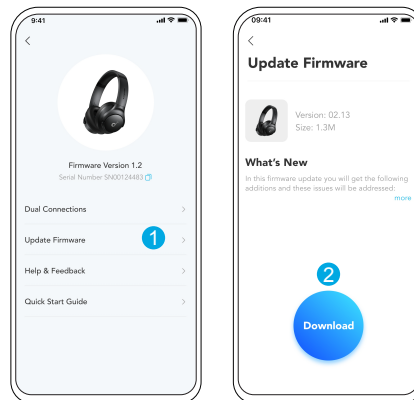 9:41
Firmware Version 1.2
Serial Number SN00124483
Dual Connections
Update Firmware
1
Help & Feedback
Quick Start Guide
09:41
Update Firmware
Version: 02.13
Size: 1.3M
What's New
In this firmware update you will get the following
additions and these issues will be addressed:
more
2
Download